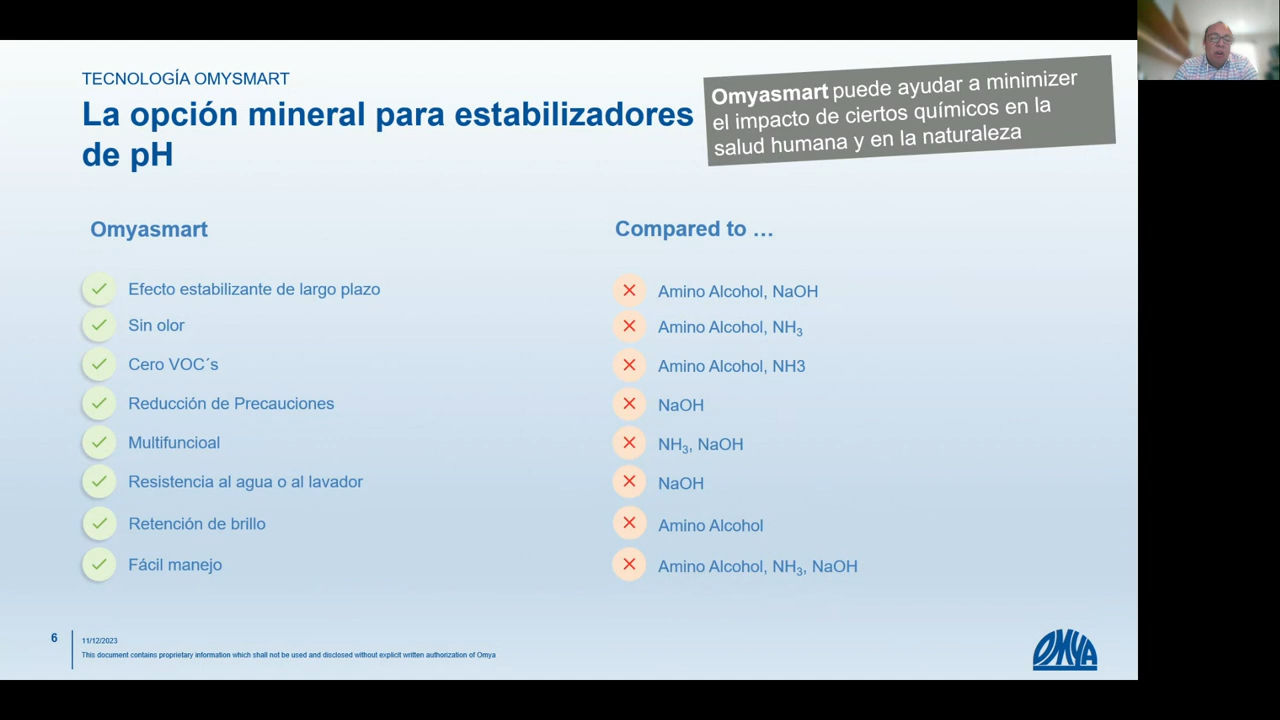 TECNOLOGÍA OMYSMART
La opción mineral para estabilizadores
de pH
Omyasmart puede ayudar a minimizer
el impacto de ciertos químicos en la
salud humana y en la naturaleza
Omyasmart
Compared to …
Efecto estabilizante de largo plazo
Amino Alcohol, NaOH
Sin olor
Amino Alcohol, NH₃
Cero VOC´s
Amino Alcohol, NH3
Reducción de Precauciones
NaOH
Multifuncioal
NH₃, NaOH
Resistencia al agua o al lavador
NaOH
Retención de brillo
Amino Alcohol
Fácil manejo
Amino Alcohol, NH₃, NaOH
6
11/12/2023
This document contains proprietary information which shall not be used and disclosed without explicit written authorization of Omya
OMYA